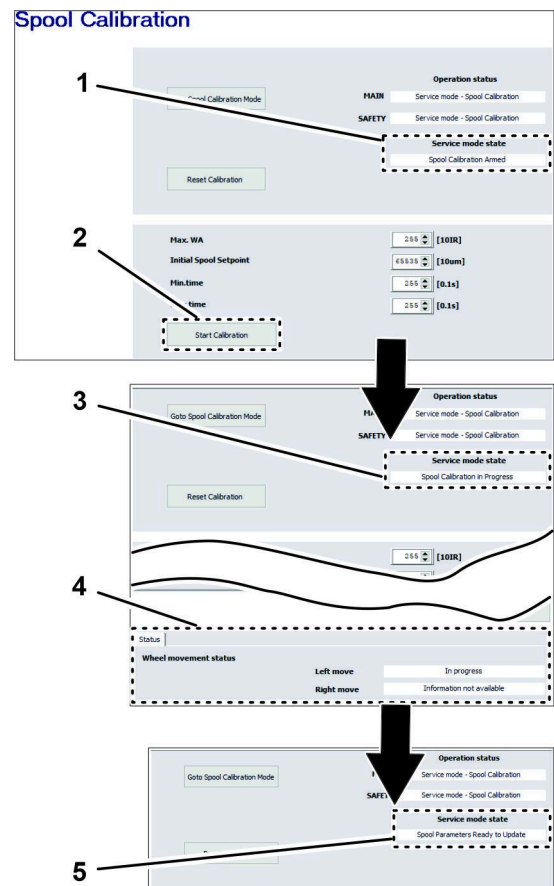 Spool Calibration
1
Operation status
Spool Calibration Mode
MAIN Service mode - Spool Calibration
SAFETY Service mode - Spool Calibration
Service mode state
Spool Calibration Armed
Reset Calibration
2
Max. WA 255 [10IR]
Initial Spool Setpoint 65535 [10um]
Min.time 255 [0.1s]
time 255 [0.1s]
Start Calibration
3
Operation status
Goto Spool Calibration Mode
Service mode - Spool Calibration
SAFETY Service mode - Spool Calibration
Service mode state
Spool Calibration in Progress
Reset Calibration
255 [10IR]
4
Status
Wheel movement status
Left move In progress
Right move Information not available
Operation status
Goto Spool Calibration Mode
Service mode - Spool Calibration
Service mode - Spool Calibration
Service mode state
Spool Parameters Ready to Update
5